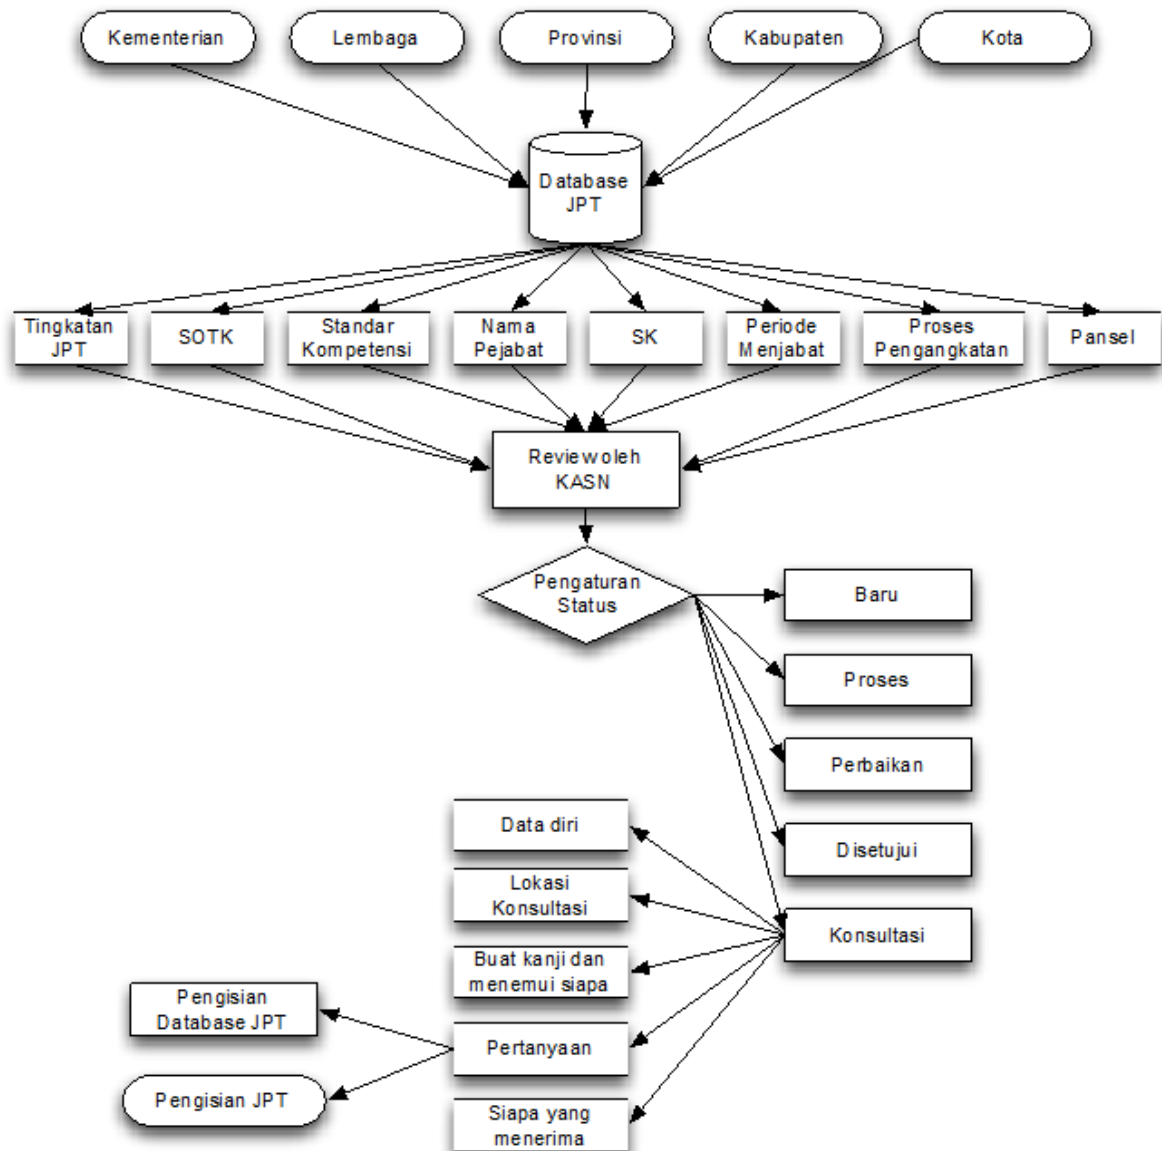 Kementerian
Lembaga
Provinsi
Kabupaten
Kota
Database
JPT
Tingkatan
JPT
SOTK
Standar
Kompetensi
Nama
Pejabat
SK
Periode
Menjabat
Proses
Pengangkatan
Pansel
Review oleh
KASN
Pengaturan
Status
Baru
Proses
Perbaikan
Disetujui
Konsultasi
Data diri
Lokasi
Konsultasi
Buat kanji dan
menemui siapa
Pertanyaan
Siapa yang
menerima
Pengisian
Database JPT
Pengisian JPT